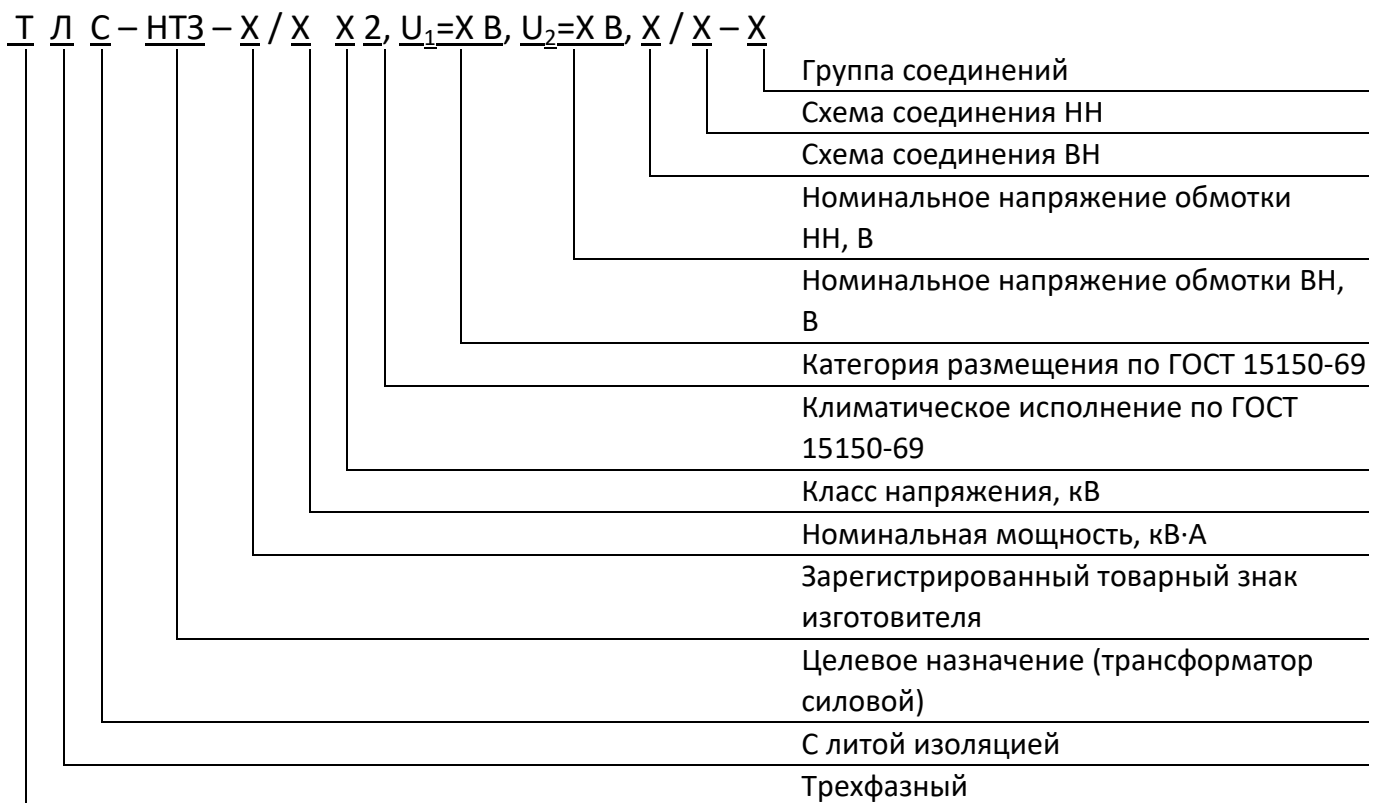 Т Л С – НТЗ – Х / Х Х 2, U₁=Х В, U₂=Х В, Х / Х – Х
Группа соединений
Схема соединения НН
Схема соединения ВН
Номинальное напряжение обмотки
НН, В
Номинальное напряжение обмотки ВН,
В
Категория размещения по ГОСТ 15150-69
Климатическое исполнение по ГОСТ
15150-69
Класс напряжения, кВ
Номинальная мощность, кВ·А
Зарегистрированный товарный знак
изготовителя
Целевое назначение (трансформатор
силовой)
С литой изоляцией
Трехфазный